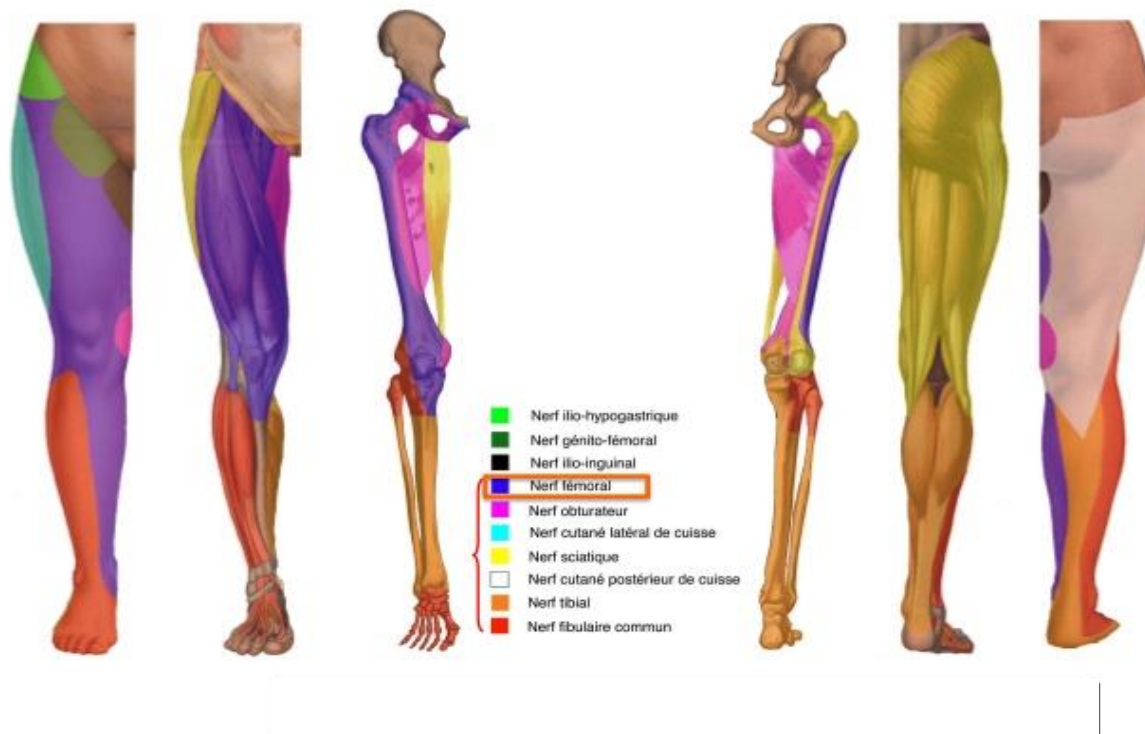 Nerf ilio-hypogastrique
Nerf génito-fémoral
Nerf ilio-inguinal
Nerf fémoral
Nerf obturateur
Nerf cutané latéral de cuisse
Nerf sciatique
Nerf cutané postérieur de cuisse
Nerf tibial
Nerf fibulaire commun